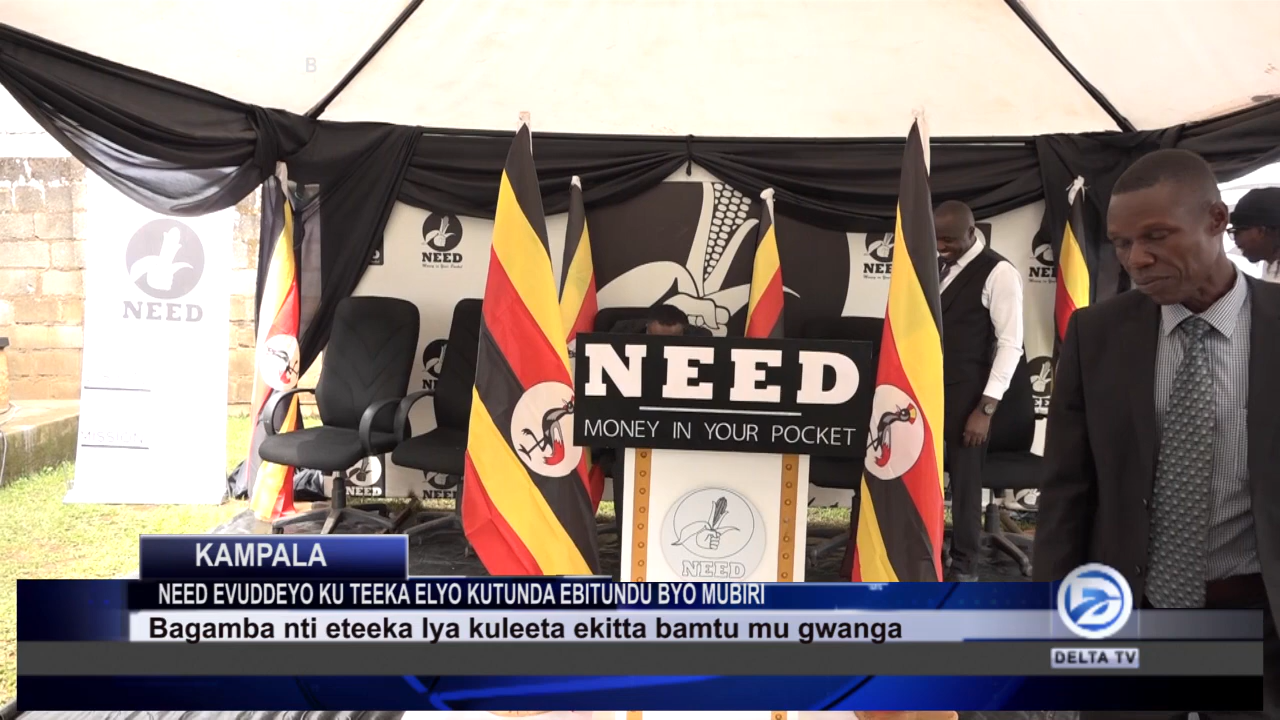 B
NEED
NEED
Money in Your Pocket
NEED
MISSION
NEED
MONEY IN YOUR POCKET
NEED
NEED
NEED
KAMPALA
NEED EVUDDEYO KU TEEKA ELYO KUTUNDA EBITUNDU BYO MUBIRI
Bagamba nti eteeka lya kuleeta ekitta bamtu mu gwanga
DELTA TV